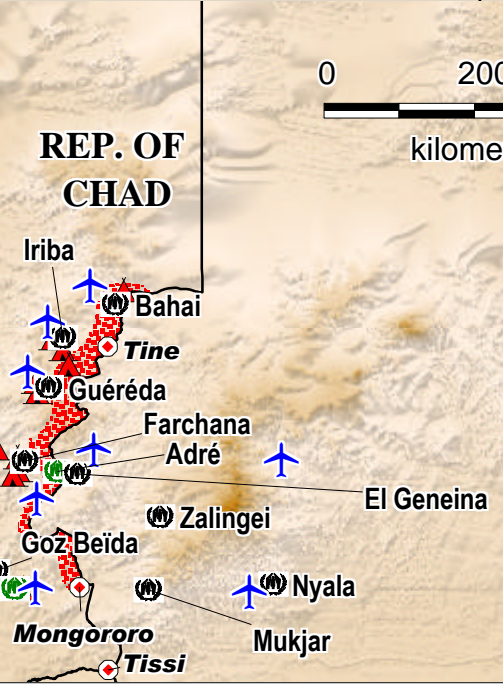 0 200
kilome
REP. OF
CHAD
Iriba
Bahai
Tine
Guéréda
Farchana
Adré
El Geneina
Zalingei
Goz Beïda
Nyala
Mongororo
Mukjar
Tissi